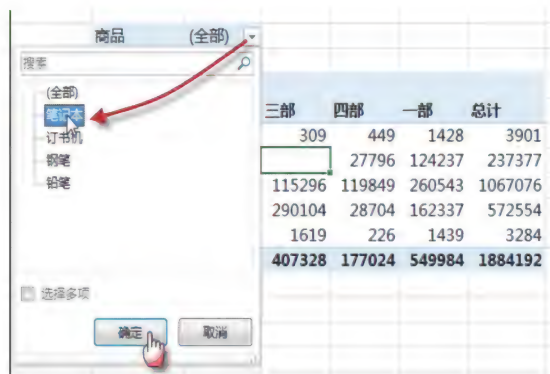 商品 (全部)
搜索
(全部)
笔记本
订书机
钢笔
铅笔
选择多项
确定 取消
三部 四部 一部 总计
309 449 1428 3901
27796 124237 237377
115296 119849 260543 1067076
290104 28704 162337 572554
1619 226 1439 3284
407328 177024 549984 1884192